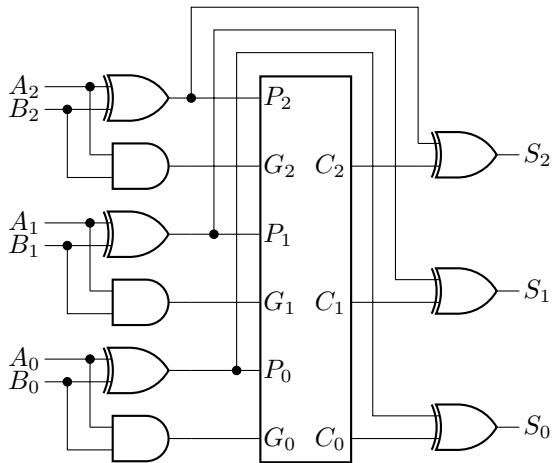 A₂
B₂
P₂
G₂ C₂
S₂
A₁
B₁
P₁
G₁ C₁
S₁
A₀
B₀
P₀
G₀ C₀
S₀